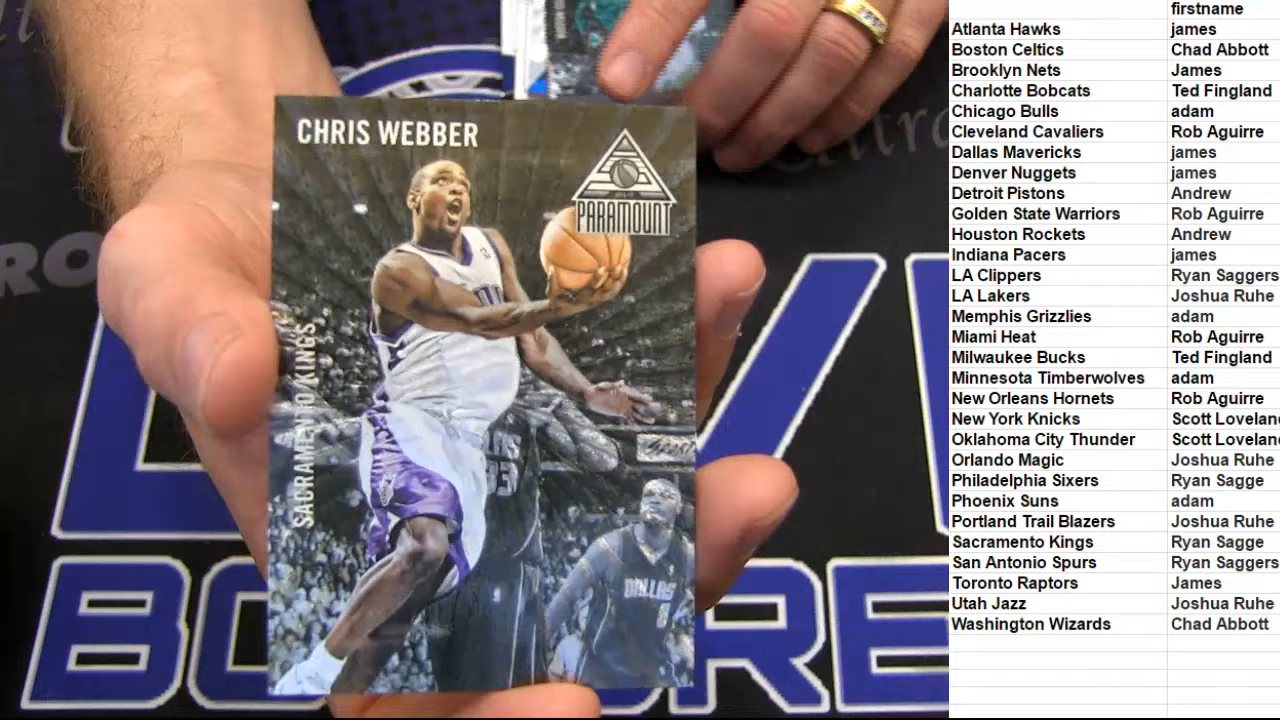 CHRIS WEBBER
PARAMOUNT
SACRAMENTO KINGS
DALLAS
8
firstname
Atlanta Hawks james
Boston Celtics Chad Abbott
Brooklyn Nets James
Charlotte Bobcats Ted Fingland
Chicago Bulls adam
Cleveland Cavaliers Rob Aguirre
Dallas Mavericks james
Denver Nuggets james
Detroit Pistons Andrew
Golden State Warriors Rob Aguirre
Houston Rockets Andrew
Indiana Pacers james
LA Clippers Ryan Saggers
LA Lakers Joshua Ruhe
Memphis Grizzlies adam
Miami Heat Rob Aguirre
Milwaukee Bucks Ted Fingland
Minnesota Timberwolves adam
New Orleans Hornets Rob Aguirre
New York Knicks Scott Loveland
Oklahoma City Thunder Scott Loveland
Orlando Magic Joshua Ruhe
Philadelphia Sixers Ryan Sagge
Phoenix Suns adam
Portland Trail Blazers Joshua Ruhe
Sacramento Kings Ryan Sagge
San Antonio Spurs Ryan Saggers
Toronto Raptors James
Utah Jazz Joshua Ruhe
Washington Wizards Chad Abbott